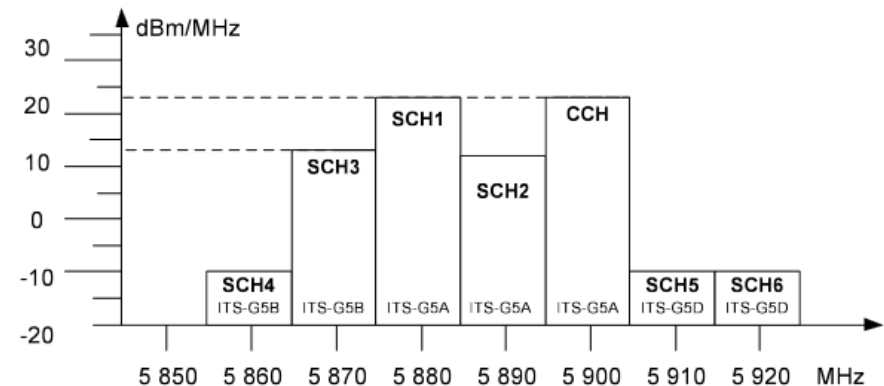 dBm/MHz
30
20
10
0
-10
-20
SCH1
CCH
SCH3
SCH2
SCH4
SCH5
SCH6
ITS-G5B
ITS-G5B
ITS-G5A
ITS-G5A
ITS-G5A
ITS-G5D
ITS-G5D
5 850 5 860 5 870 5 880 5 890 5 900 5 910 5 920 MHz